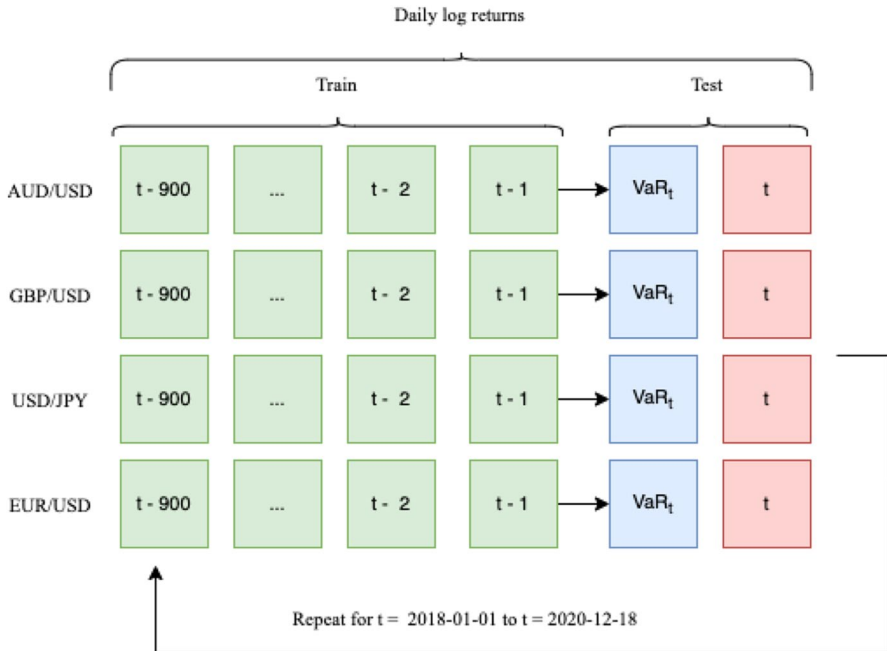 Daily log returns
Train Test
AUD/USD t - 900 ... t - 2 t - 1 VaRt t
GBP/USD t - 900 ... t - 2 t - 1 VaRt t
USD/JPY t - 900 ... t - 2 t - 1 VaRt t
EUR/USD t - 900 ... t - 2 t - 1 VaRt t
Repeat for t = 2018-01-01 to t = 2020-12-18